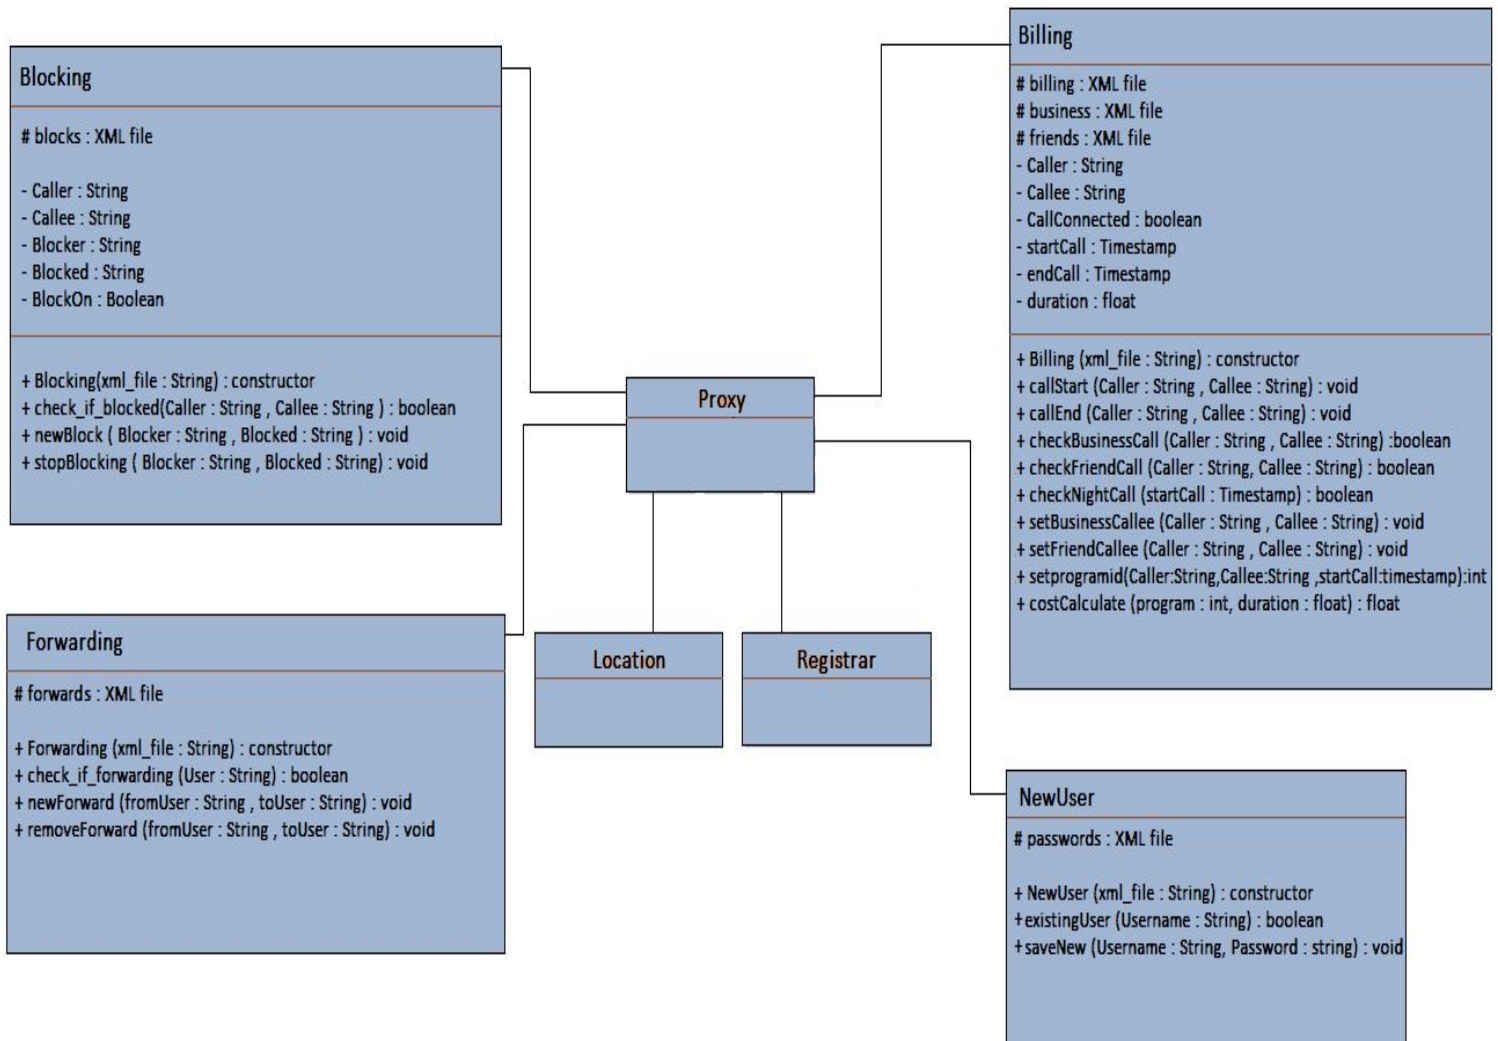 Blocking
# blocks : XML file
- Caller : String
- Callee : String
- Blocker : String
- Blocked : String
- BlockOn : Boolean
+ Blocking(xml_file : String) : constructor
+ check_if_blocked(Caller : String , Callee : String ) : boolean
+ newBlock ( Blocker : String , Blocked : String ) : void
+ stopBlocking ( Blocker : String , Blocked : String) : void
Billing
# billing : XML file
# business : XML file
# friends : XML file
- Caller : String
- Callee : String
- CallConnected : boolean
- startCall : Timestamp
- endCall : Timestamp
- duration : float
+ Billing (xml_file : String) : constructor
+ callStart (Caller : String , Callee : String) : void
+ callEnd (Caller : String , Callee : String) : void
+ checkBusinessCall (Caller : String , Callee : String) :boolean
+ checkFriendCall (Caller : String, Callee : String) : boolean
+ checkNightCall (startCall : Timestamp) : boolean
+ setBusinessCallee (Caller : String , Callee : String) : void
+ setFriendCallee (Caller : String , Callee : String) : void
+ setprogramid(Caller:String,Callee:String ,startCall:timestamp):int
+ costCalculate (program : int, duration : float) : float
Proxy
Forwarding
# forwards : XML file
+ Forwarding (xml_file : String) : constructor
+ check_if_forwarding (User : String) : boolean
+ newForward (fromUser : String , toUser : String) : void
+ removeForward (fromUser : String , toUser : String) : void
Location
Registrar
NewUser
# passwords : XML file
+ NewUser (xml_file : String) : constructor
+existingUser (Username : String) : boolean
+saveNew (Username : String, Password : string) : void